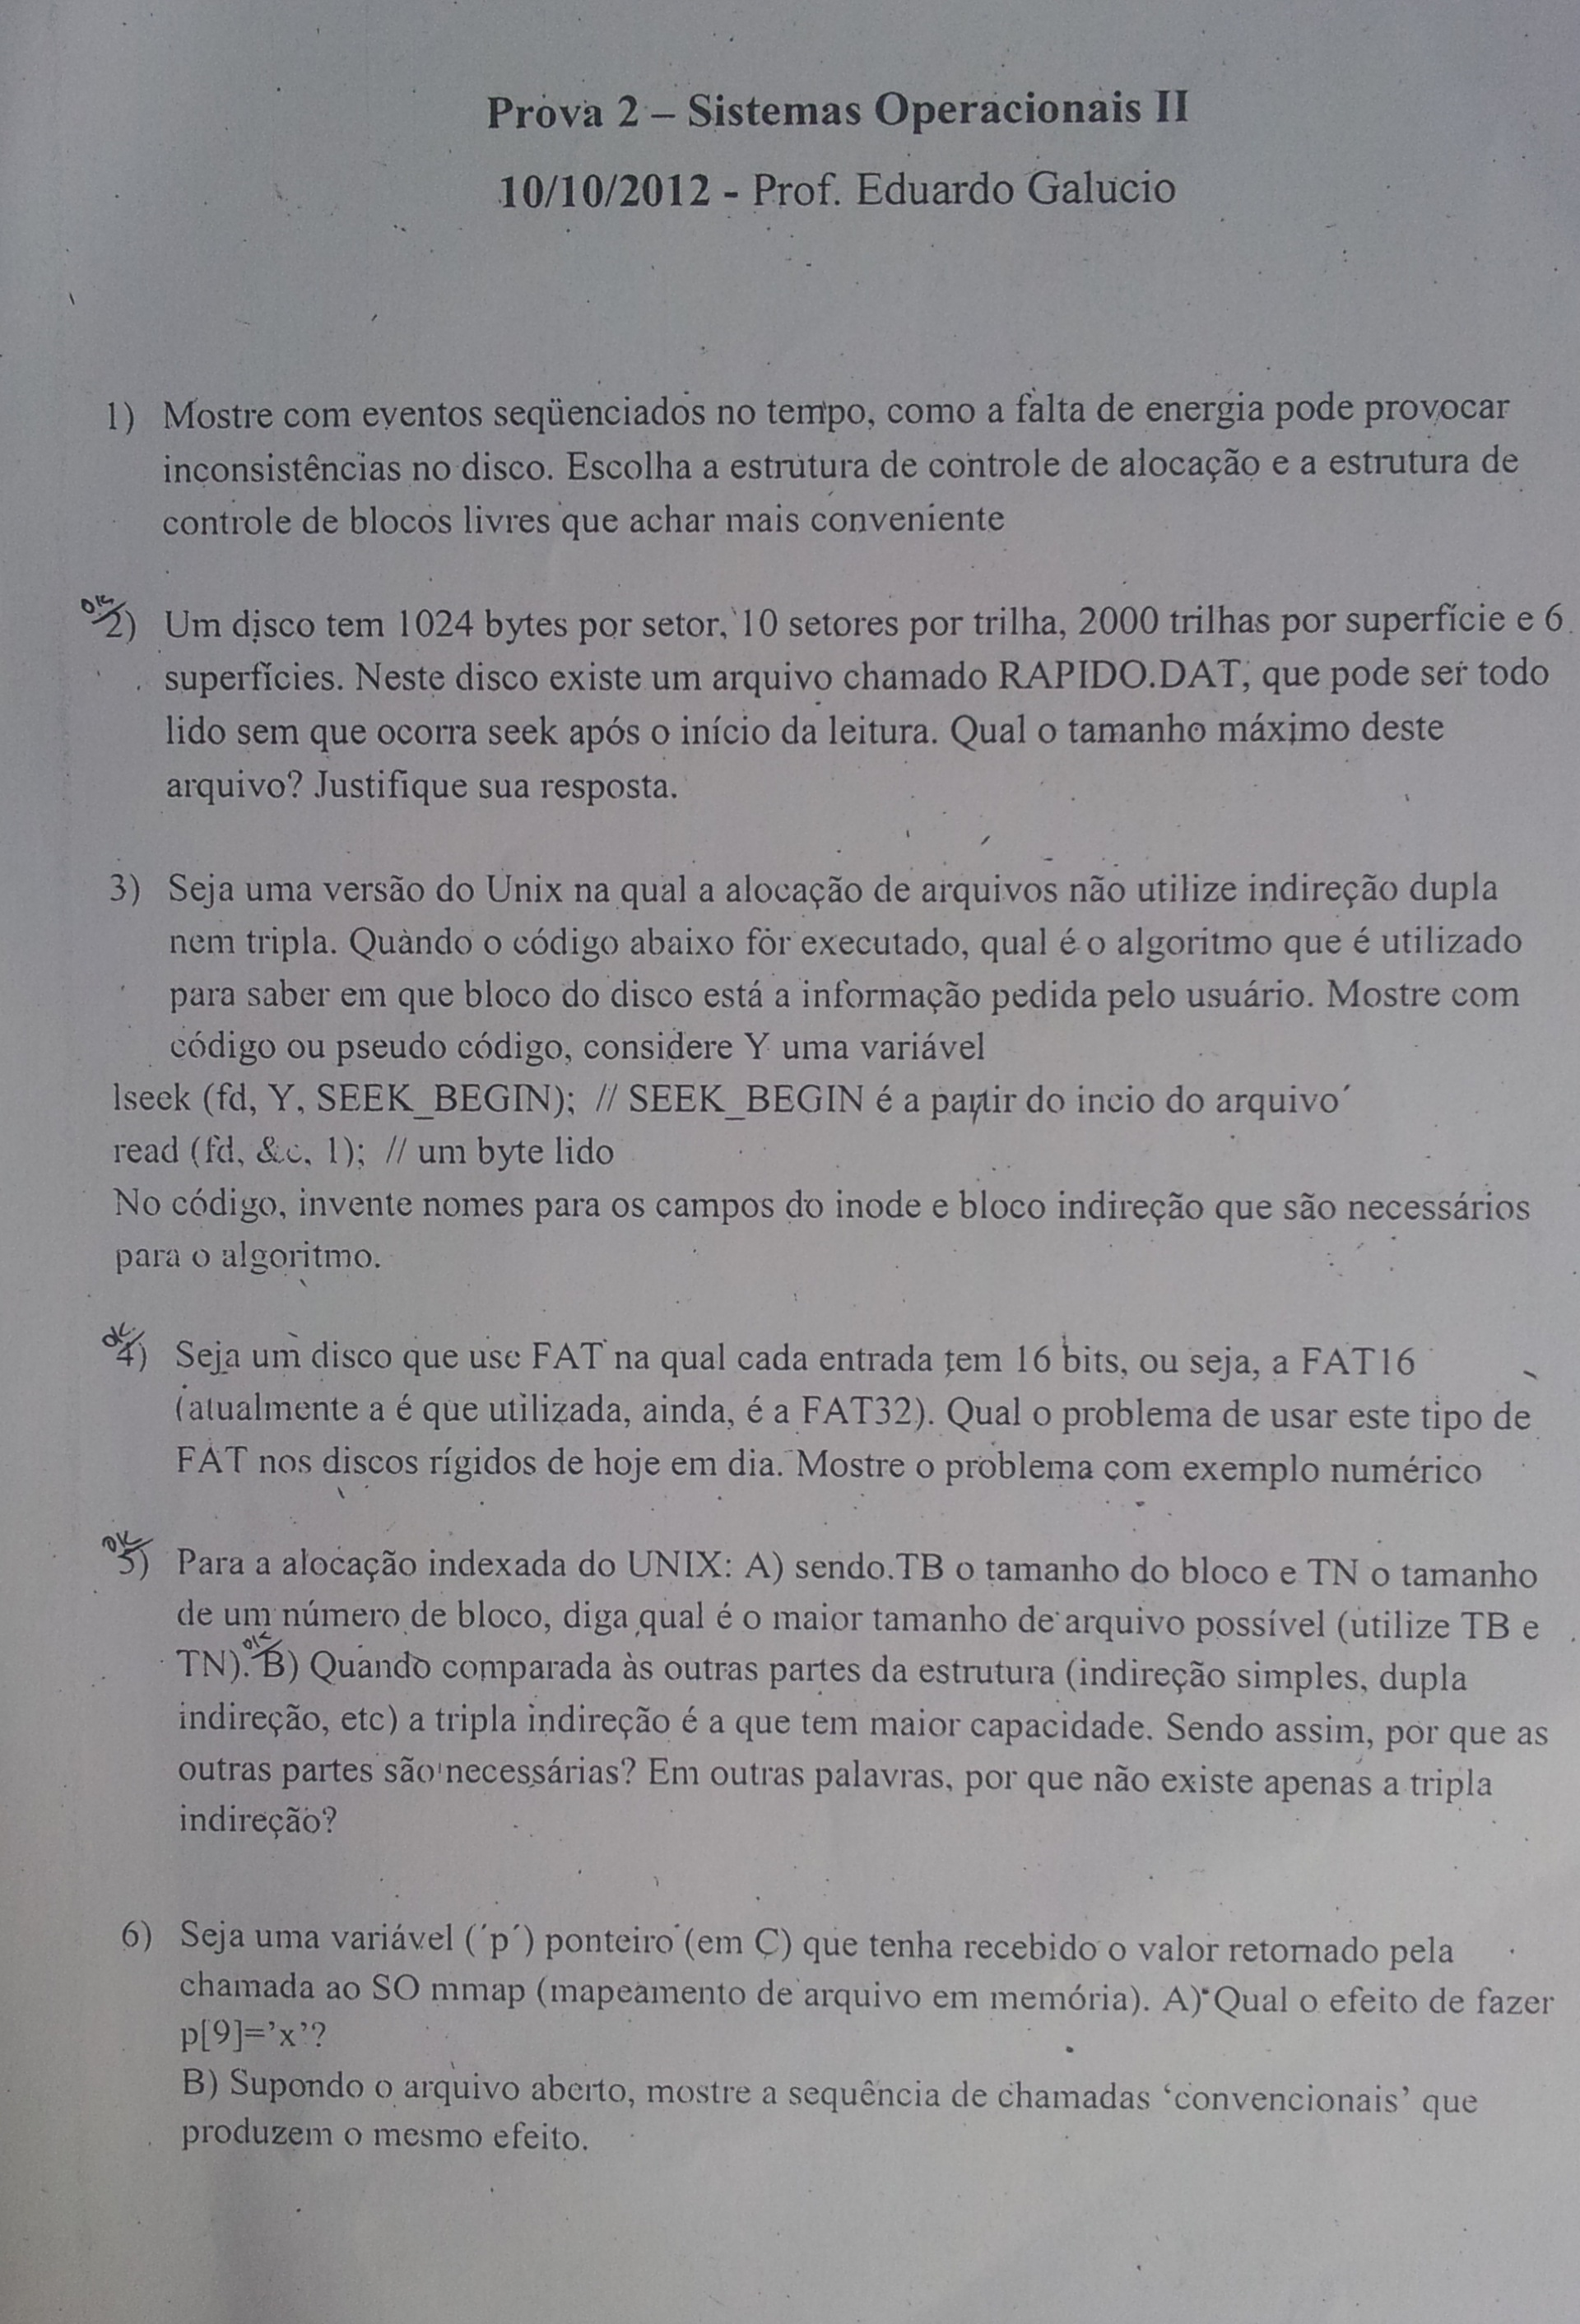 Prova 2 – Sistemas Operacionais II
10/10/2012 - Prof. Eduardo Galucio
1) Mostre com eventos seqüenciados no tempo, como a falta de energia pode provocar
inconsistências no disco. Escolha a estrutura de controle de alocação e a estrutura de
controle de blocos livres que achar mais conveniente
OK
2) Um disco tem 1024 bytes por setor, 10 setores por trilha, 2000 trilhas por superfície e 6
superfícies. Neste disco existe um arquivo chamado RAPIDO.DAT, que pode ser todo
lido sem que ocorra seek após o início da leitura. Qual o tamanho máximo deste
arquivo? Justifique sua resposta.
3) Seja uma versão do Unix na qual a alocação de arquivos não utilize indireção dupla
nem tripla. Quando o código abaixo for executado, qual é o algoritmo que é utilizado
para saber em que bloco do disco está a informação pedida pelo usuário. Mostre com
código ou pseudo código, considere Y uma variável
lseek (fd, Y, SEEK_BEGIN); // SEEK_BEGIN é a partir do incio do arquivo
read (fd, &c, 1); // um byte lido
No código, invente nomes para os campos do inode e bloco indireção que são necessários
para o algoritmo.
OK
4) Seja um disco que use FAT na qual cada entrada tem 16 bits, ou seja, a FAT16
(atualmente a é que utilizada, ainda, é a FAT32). Qual o problema de usar este tipo de
FAT nos discos rígidos de hoje em dia. Mostre o problema com exemplo numérico
OK
5) Para a alocação indexada do UNIX: A) sendo TB o tamanho do bloco e TN o tamanho
de um número de bloco, diga qual é o maior tamanho de arquivo possível (utilize TB e
OK
TN). B) Quando comparada às outras partes da estrutura (indireção simples, dupla
indireção, etc) a tripla indireção é a que tem maior capacidade. Sendo assim, por que as
outras partes são necessárias? Em outras palavras, por que não existe apenas a tripla
indireção?
6) Seja uma variável (´p´) ponteiro (em C) que tenha recebido o valor retornado pela
chamada ao SO mmap (mapeamento de arquivo em memória). A) Qual o efeito de fazer
p[9]=’x’?
B) Supondo o arquivo aberto, mostre a sequência de chamadas ‘convencionais’ que
produzem o mesmo efeito.